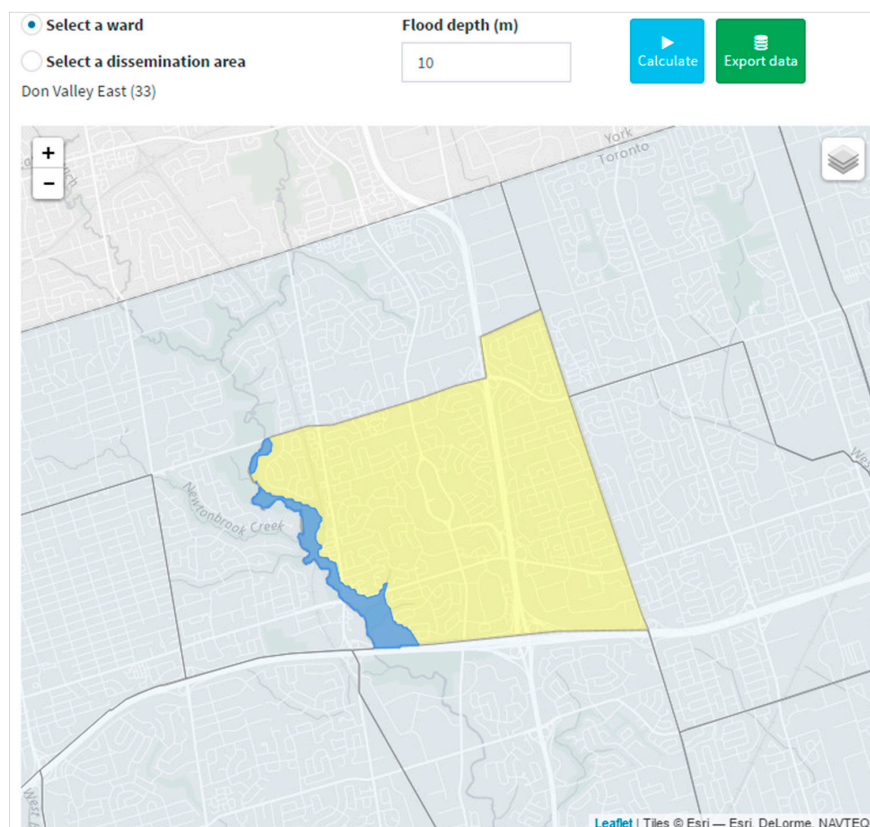 Select a ward
Flood depth (m)
Select a dissemination area
10
Calculate
Export data
Don Valley East (33)
+
−
York
Toronto
Newtonbrook Creek
West
Leaflet | Tiles © Esri — Esri, DeLorme, NAVTEQ